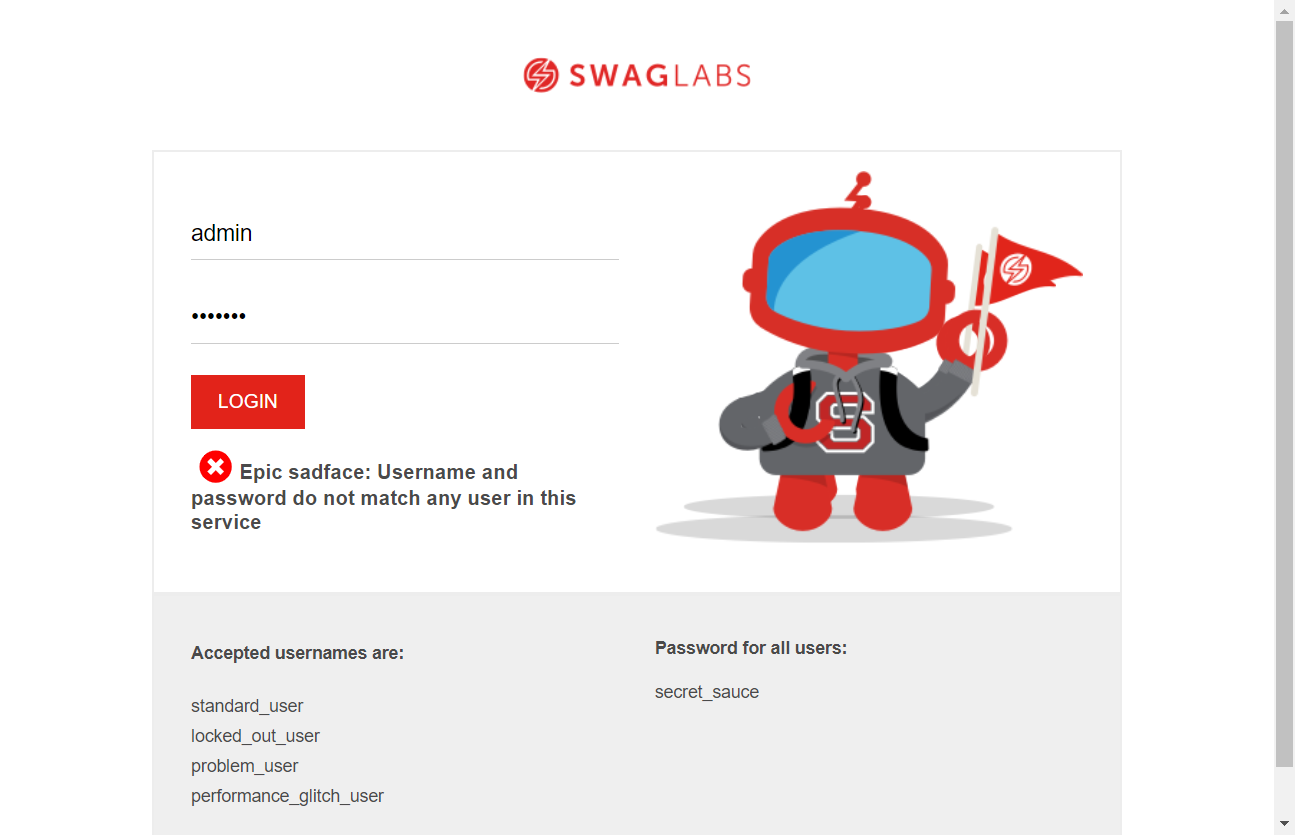 SWAGLABS
admin
•••••••
LOGIN
Epic sadface: Username and
password do not match any user in this
service
S
Accepted usernames are:
standard_user
locked_out_user
problem_user
performance_glitch_user
Password for all users:
secret_sauce